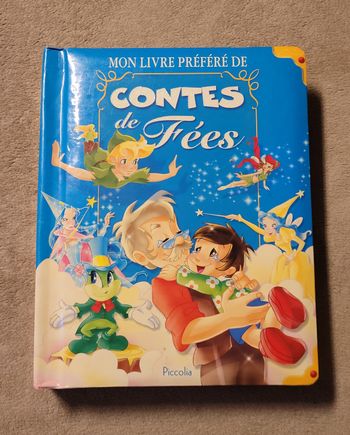 MON LIVRE PRÉFÉRÉ DE
CONTES
de Fées
Piccolia